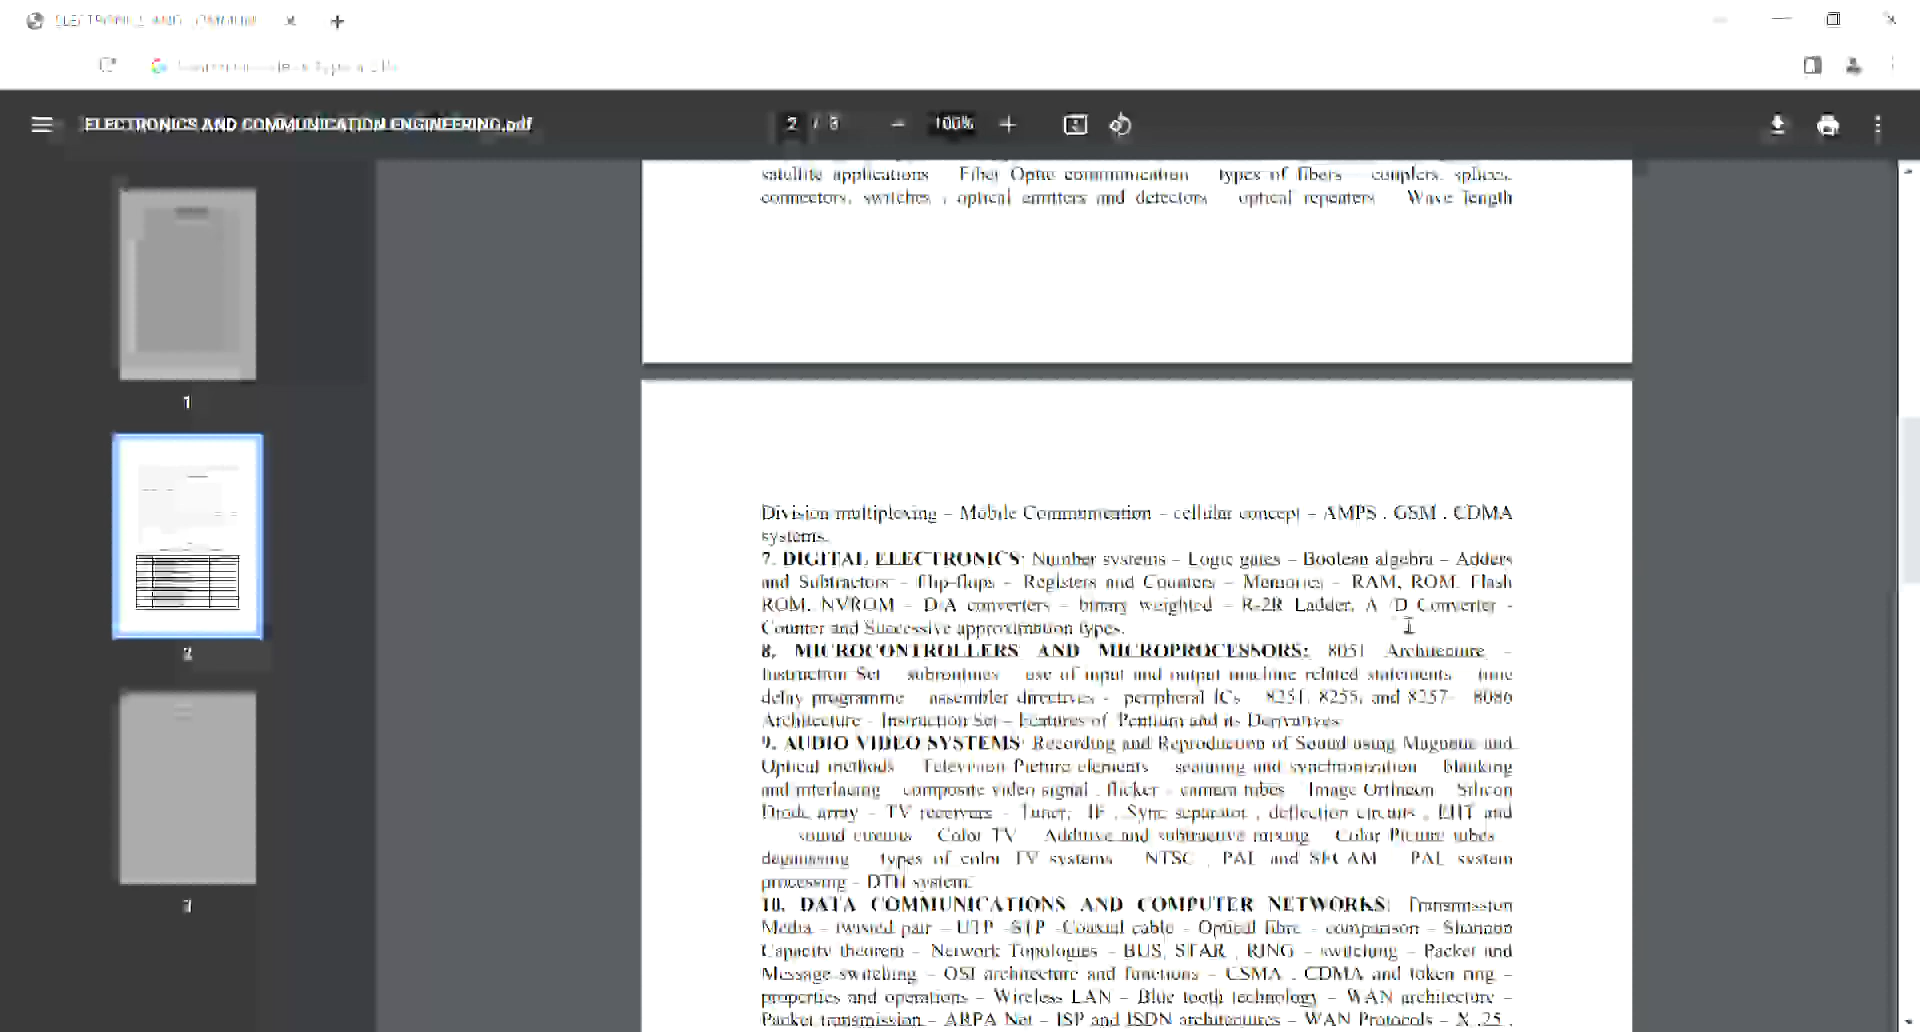 ELECTRONICS AND COMMUN
ELECTRONICS AND COMMUNICATION ENGINEERING.pdf
2 / 3
100%
1
2
3
satellite applications Fiber Optic communication types of fibers couplers, splices,
connectors, switches , optical emitters and detectors optical repeaters Wave length
Division multiplexing – Mobile Communication – cellular concept – AMPS , GSM , CDMA
systems.
7. DIGITAL ELECTRONICS: Number systems – Logic gates – Boolean algebra – Adders
and Subtractors – flip-flops – Registers and Counters – Memories – RAM, ROM, Flash
ROM, NVROM – D/A converters – binary weighted – R-2R Ladder, A /D Converter -
Counter and Successive approximation types.
8. MICROCONTROLLERS AND MICROPROCESSORS: 8051 Architecture –
Instruction Set subroutines use of input and output machine related statements time
delay programme assembler directives - peripheral ICs 8251, 8255, and 8257- 8086
Architecture - Instruction Set – Features of Pentium and its Derivatives
9. AUDIO VIDEO SYSTEMS: Recording and Reproduction of Sound using Magnetic and
Optical methods Television Picture elements scanning and synchronization blanking
and interlacing composite video signal , flicker - camera tubes Image Orthicon Silicon
Diode array – TV receivers - Tuner, IF , Sync separator , deflection circuits , EHT and
sound circuits Color TV Additive and subtractive mixing Color Picture tubes
degaussing types of color TV systems NTSC , PAL and SECAM PAL system
processing – DTH system.
10. DATA COMMUNICATIONS AND COMPUTER NETWORKS: Transmission
Media – twisted pair – UTP -STP -Coaxial cable – Optical fibre – comparison – Shannon
Capacity theorem – Network Topologies – BUS, STAR , RING – switching – Packet and
Message switching – OSI architecture and functions – CSMA , CDMA and token ring –
properties and operations – Wireless LAN – Blue tooth technology – WAN architecture –
Packet transmission – ARPA Net – ISP and ISDN architectures – WAN Protocols – X .25 ,